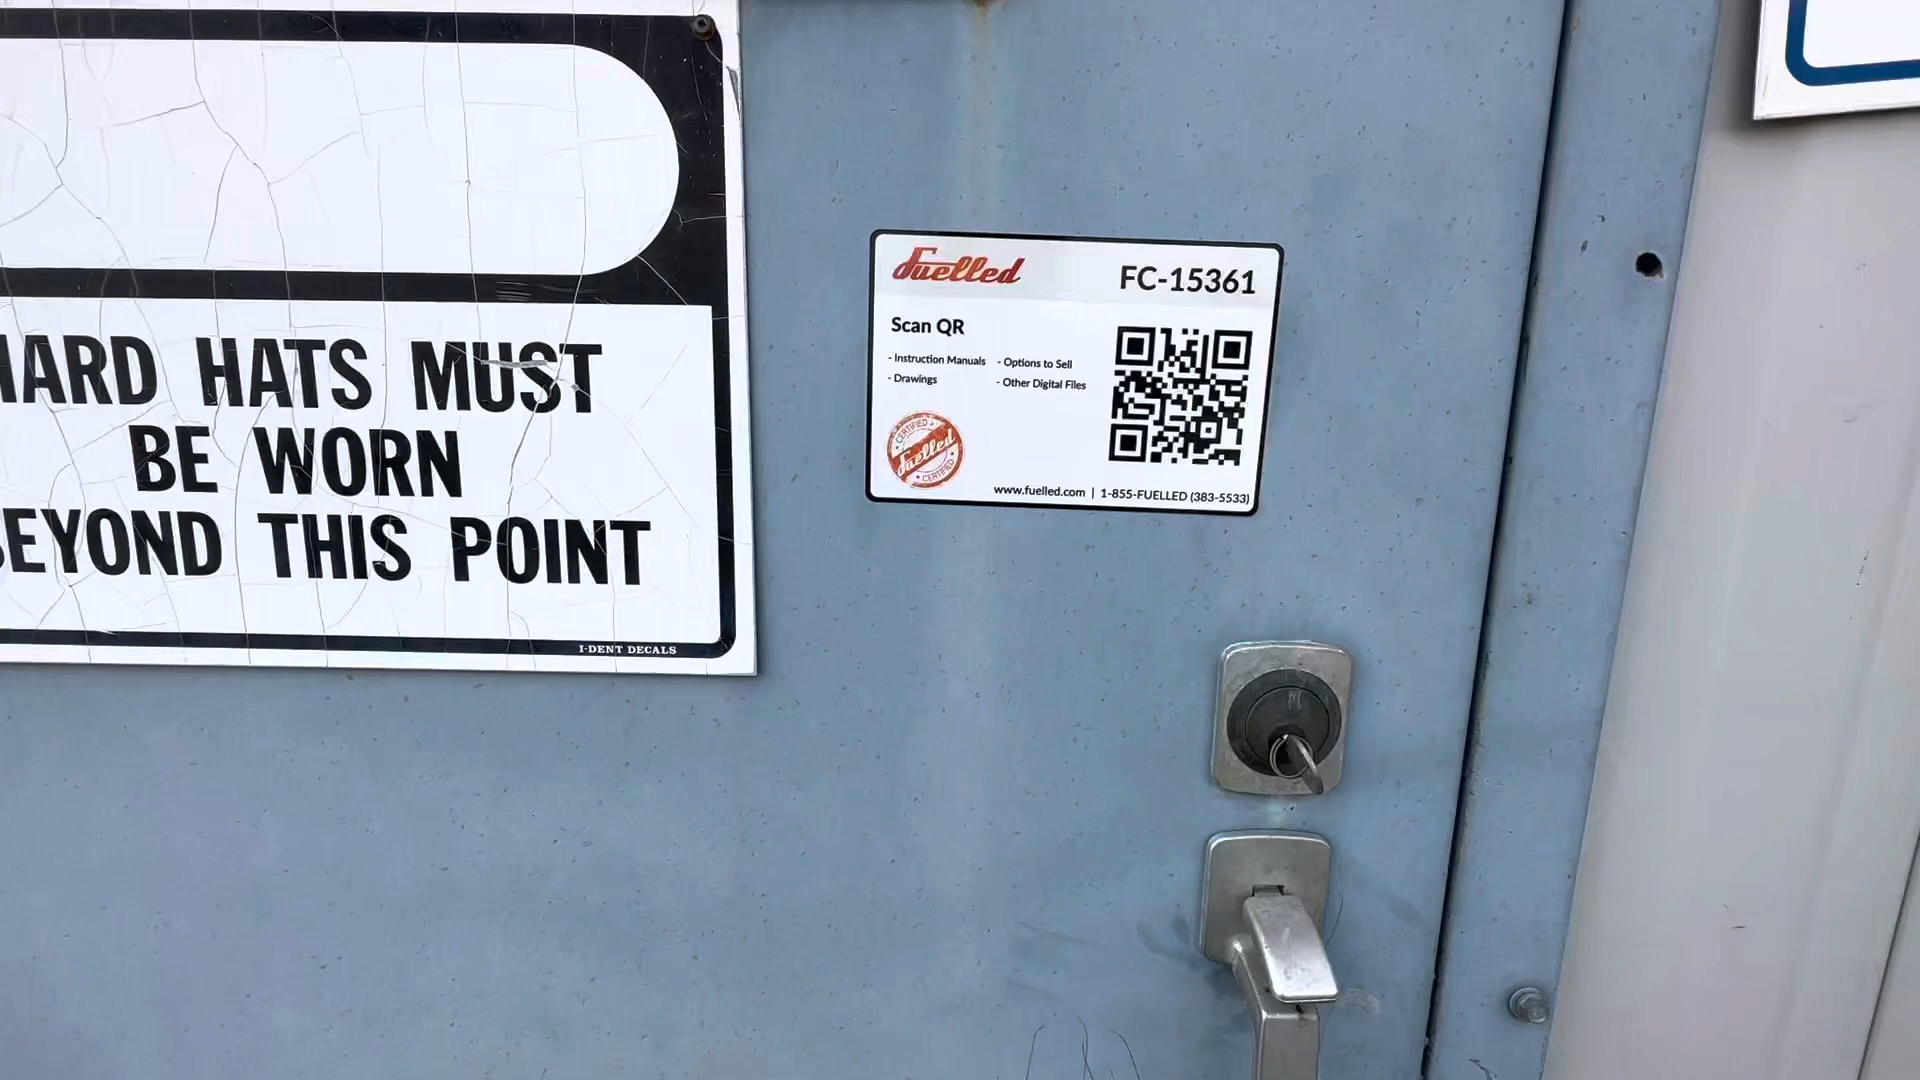 HARD HATS MUST
BE WORN
BEYOND THIS POINT
I-DENT DECALS
Fuelled
FC-15361
Scan QR
- Instruction Manuals
- Options to Sell
- Drawings
- Other Digital Files
CERTIFIED
fuelled
CERTIFIED
www.fuelled.com | 1-855-FUELLED (383-5533)